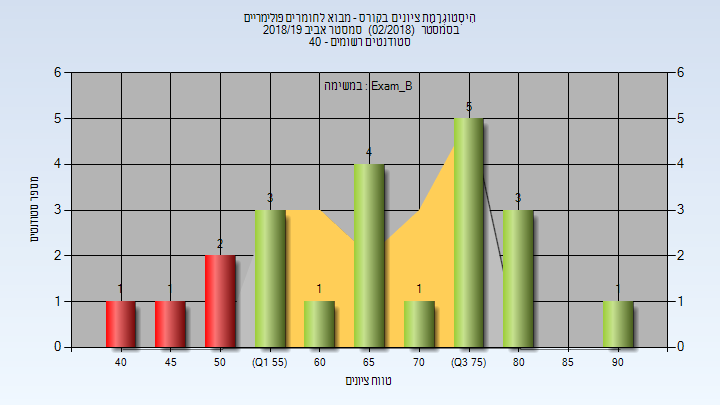 הִיסְטוֹגְרָמַת ציונים בקורס - מבוא לחומרים פולימריים
בסמסטר (02/2018) סמסטר אביב 2018/19
סטודנטים רשומים - 40
במשימה : Exam_B
6 6
5 5 5
4 4 4
3 3 3 3
2 2 2
1 1 1 1 1 1 1
0 0
מספר סטודנטים
40 45 50 (Q1 55) 60 65 70 (Q3 75) 80 85 90
טווח ציונים